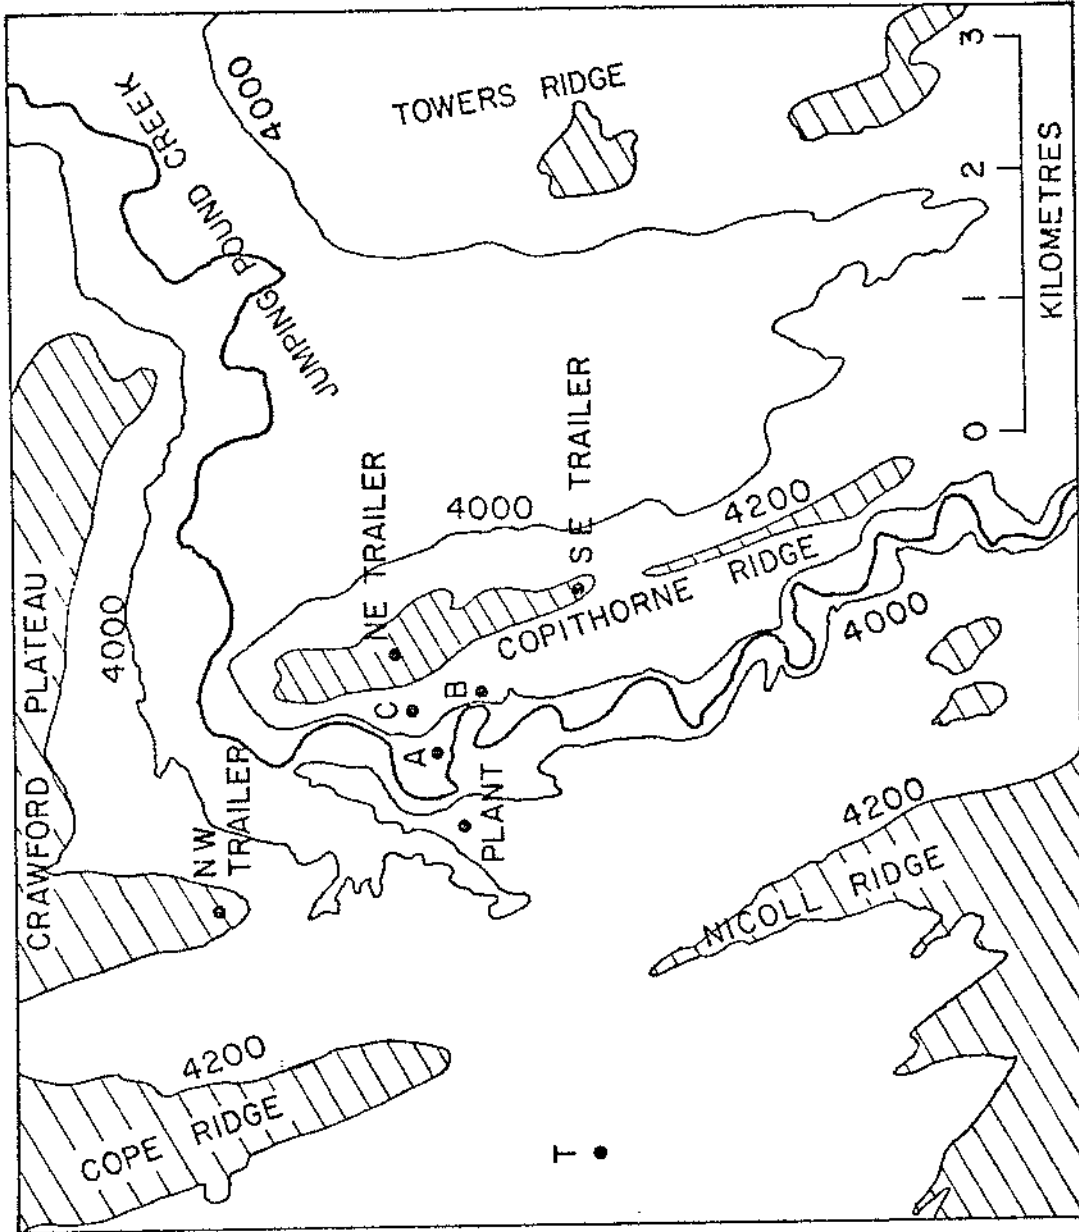 CRAWFORD PLATEAU
4000
JUMPING POUND CREEK
4000
TOWERS RIDGE
NW
TRAILER
NE TRAILER
4000
SE TRAILER
4200
COPITHORNE RIDGE
4000
C
B
A
PLANT
4200
COPE RIDGE
4200
NICOLL RIDGE
T
0 1 2 3
KILOMETRES